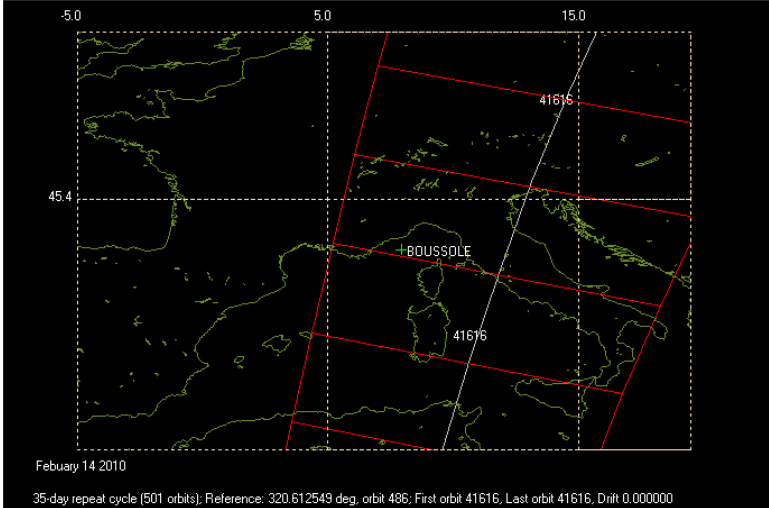 -5.0 5.0 15.0
41616
45.4
BOUSSOLE
41616
Febuary 14 2010
35-day repeat cycle (501 orbits); Reference: 320.612549 deg, orbit 486; First orbit 41616, Last orbit 41616, Drift 0.000000